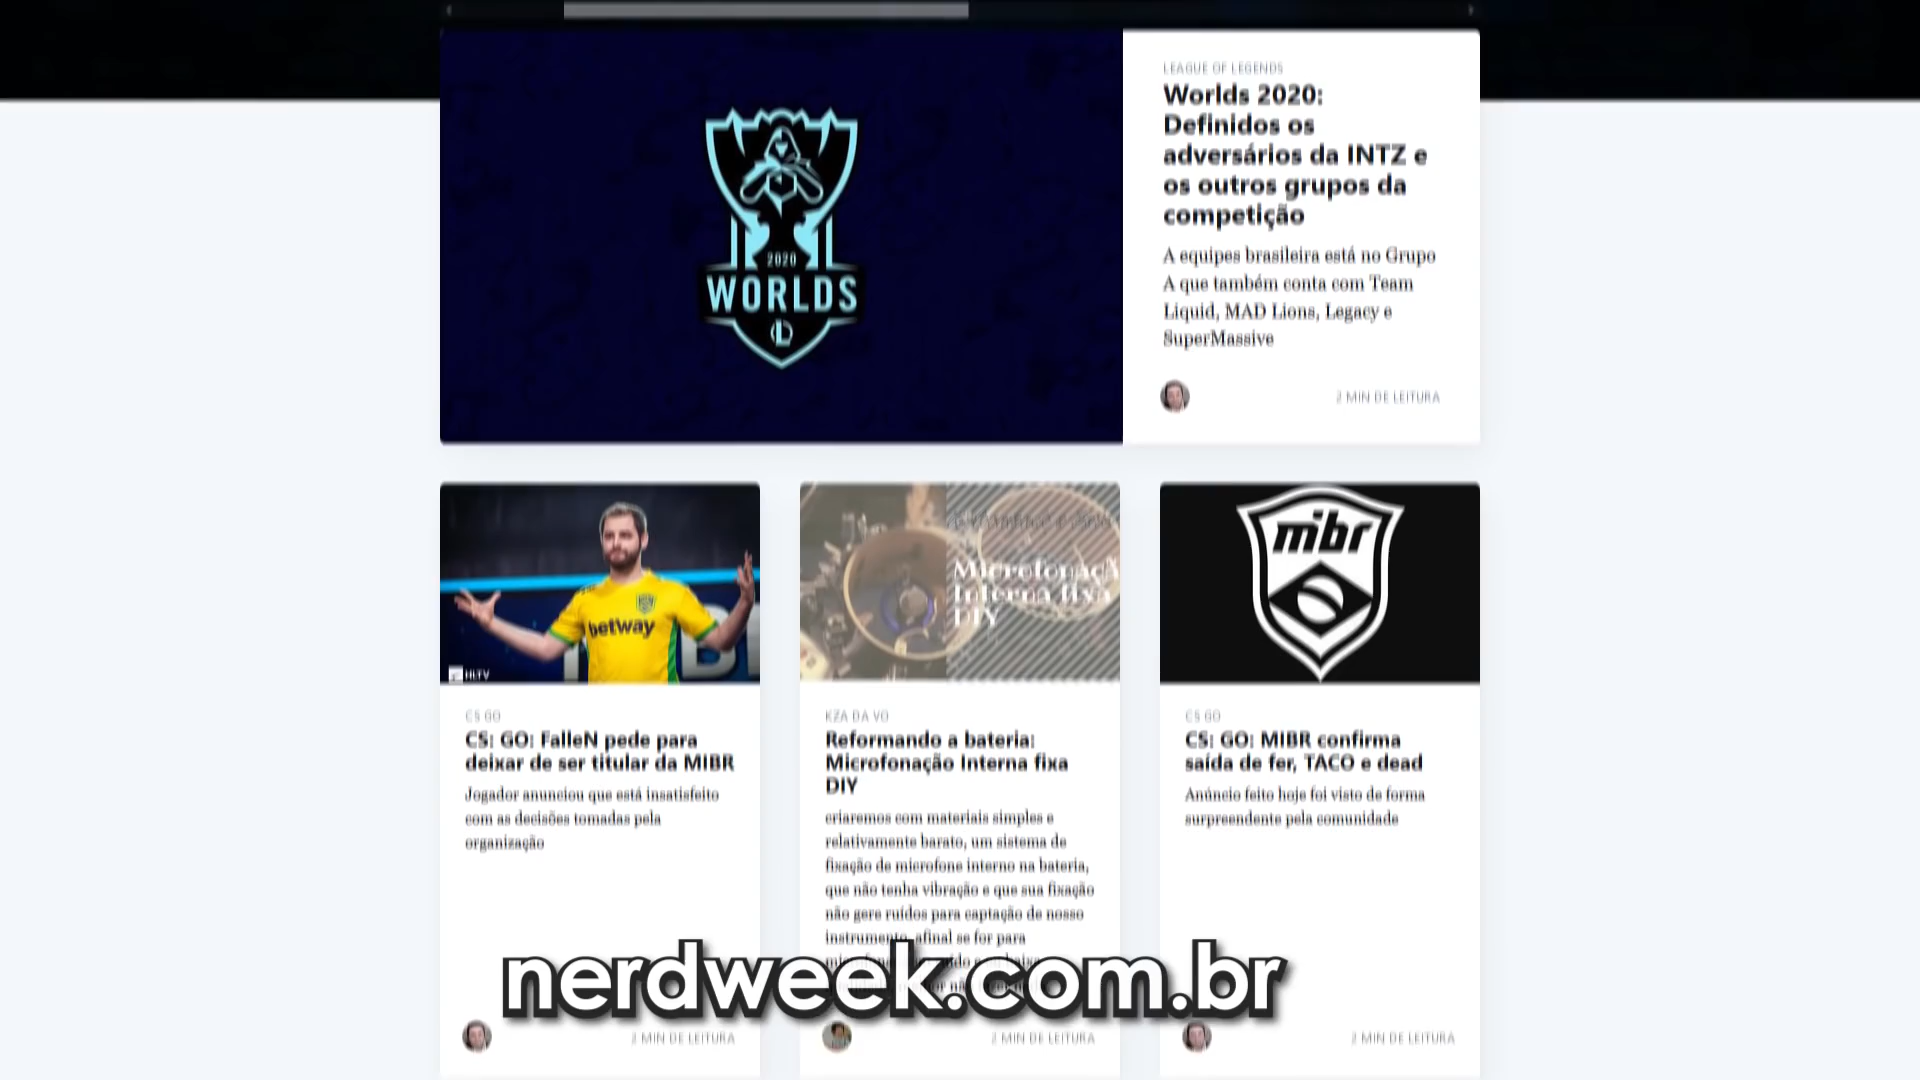 LEAGUE OF LEGENDS
Worlds 2020:
Definidos os
adversários da INTZ e
os outros grupos da
competição
A equipes brasileira está no Grupo
A que também conta com Team
Liquid, MAD Lions, Legacy e
SuperMassive
2 MIN DE LEITURA
2020
WORLDS
betway
HLTV
CS GO
CS: GO: FalleN pede para
deixar de ser titular da MIBR
Jogador anunciou que está insatisfeito
com as decisões tomadas pela
organização
2 MIN DE LEITURA
Microfonaçã
Interna fixa
DIY
KZA DA VO
Reformando a bateria:
Microfonação Interna fixa
DIY
criaremos com materiais simples e
relativamente barato, um sistema de
fixação de microfone interno na bateria,
que não tenha vibração e que sua fixação
não gere ruídos para captação de nosso
instrumento, afinal se for para
2 MIN DE LEITURA
mibr
CS GO
CS: GO: MIBR confirma
saída de fer, TACO e dead
Anúncio feito hoje foi visto de forma
surpreendente pela comunidade
2 MIN DE LEITURA
nerdweek.com.br